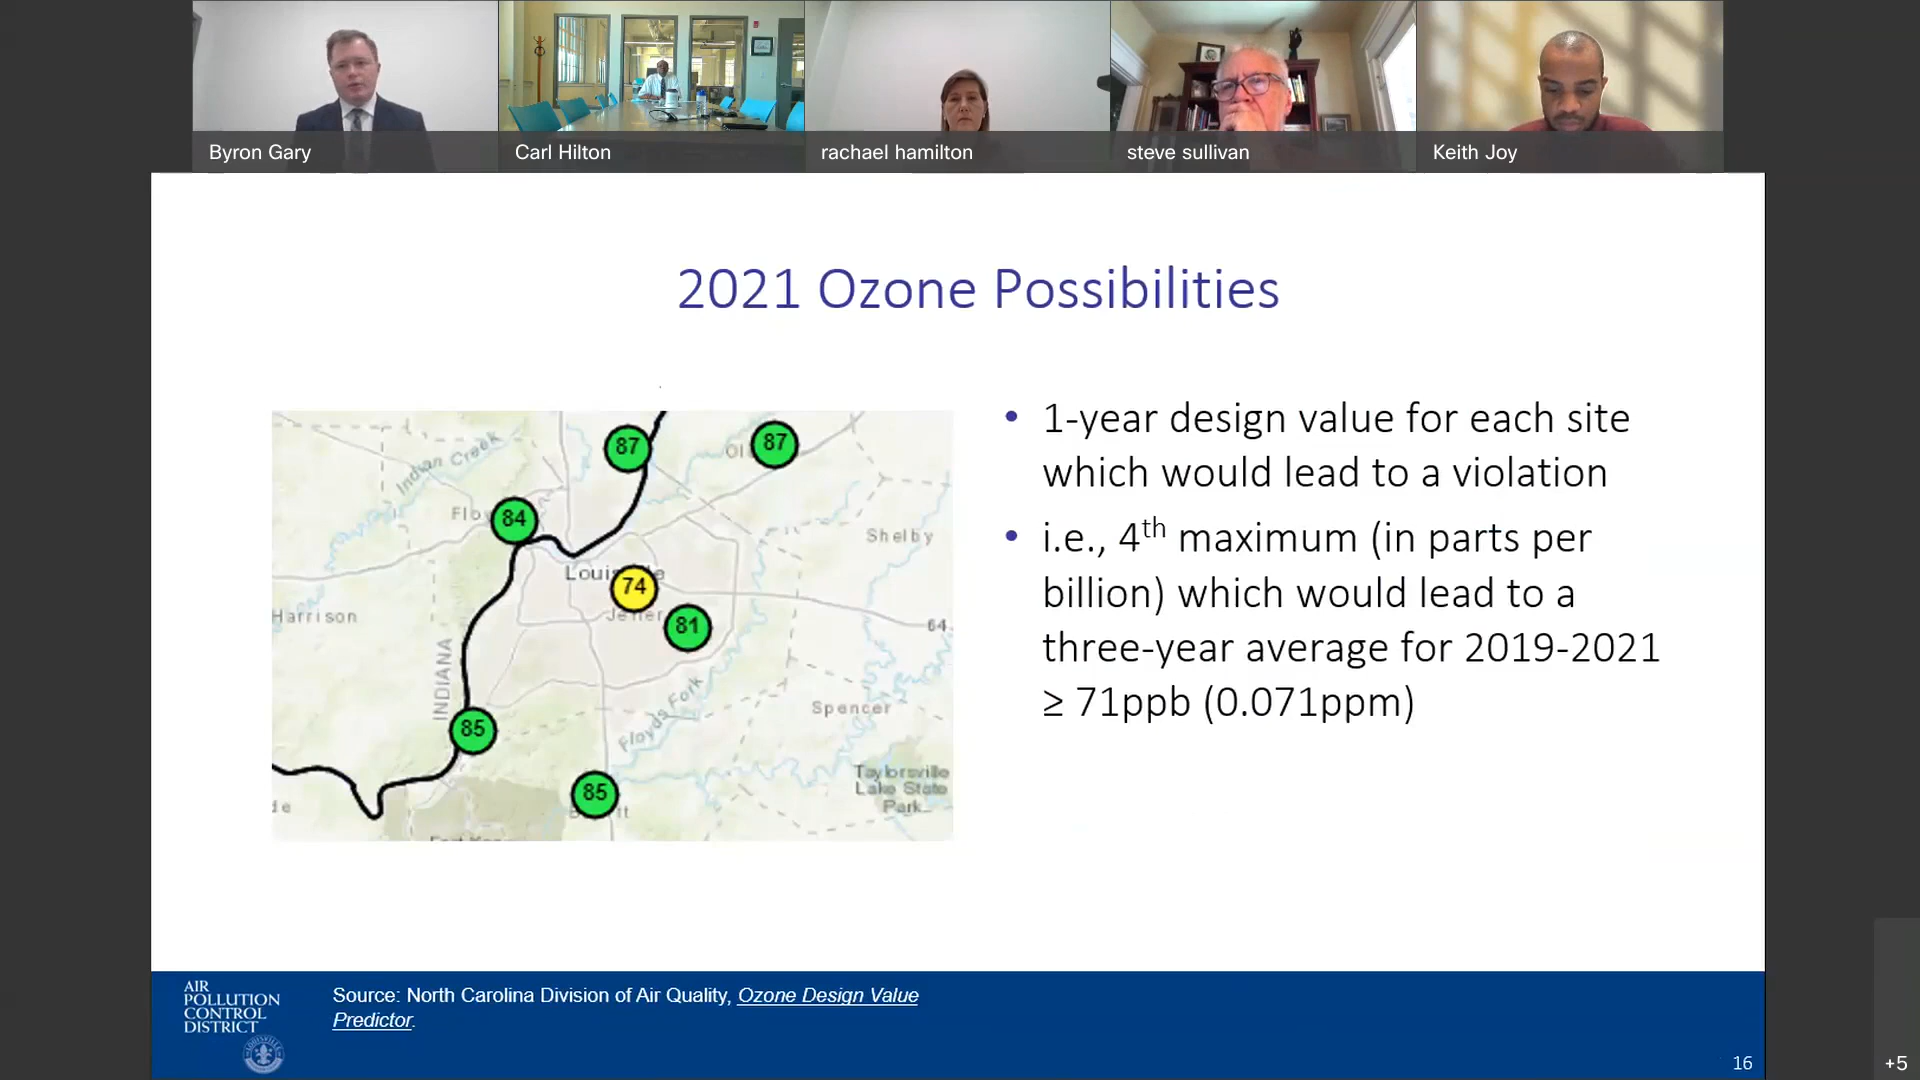 Byron Gary
Carl Hilton
rachael hamilton
steve sullivan
Keith Joy
2021 Ozone Possibilities
87
87
Indian Creek
84
Shelby
74
81
Harrison
64
INDIANA
85
Floyds Fork
Spencer
Taylorsville
Lake State
Park
85
• 1-year design value for each site
which would lead to a violation
• i.e., 4th maximum (in parts per
billion) which would lead to a
three-year average for 2019-2021
≥ 71ppb (0.071ppm)
AIR
POLLUTION
CONTROL
DISTRICT
Source: North Carolina Division of Air Quality, Ozone Design Value
Predictor.
16
+5